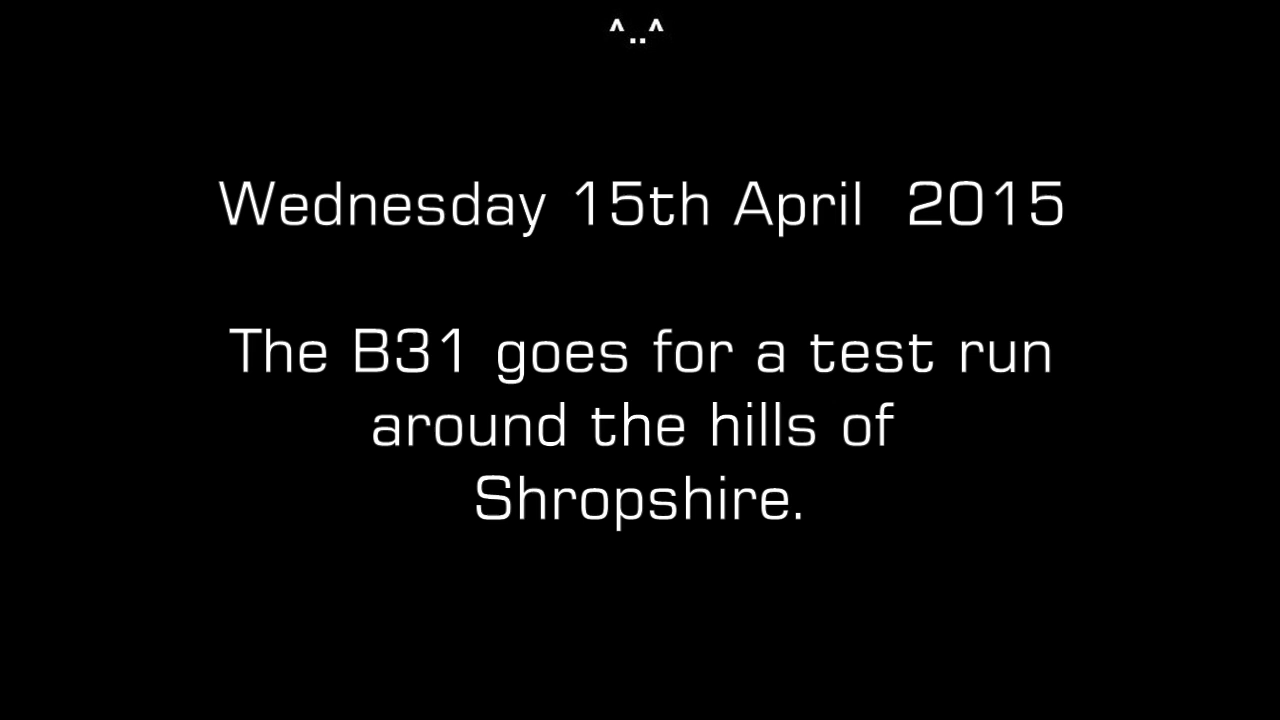 ^..^
Wednesday 15th April  2015
The B31 goes for a test run
around the hills of
Shropshire.